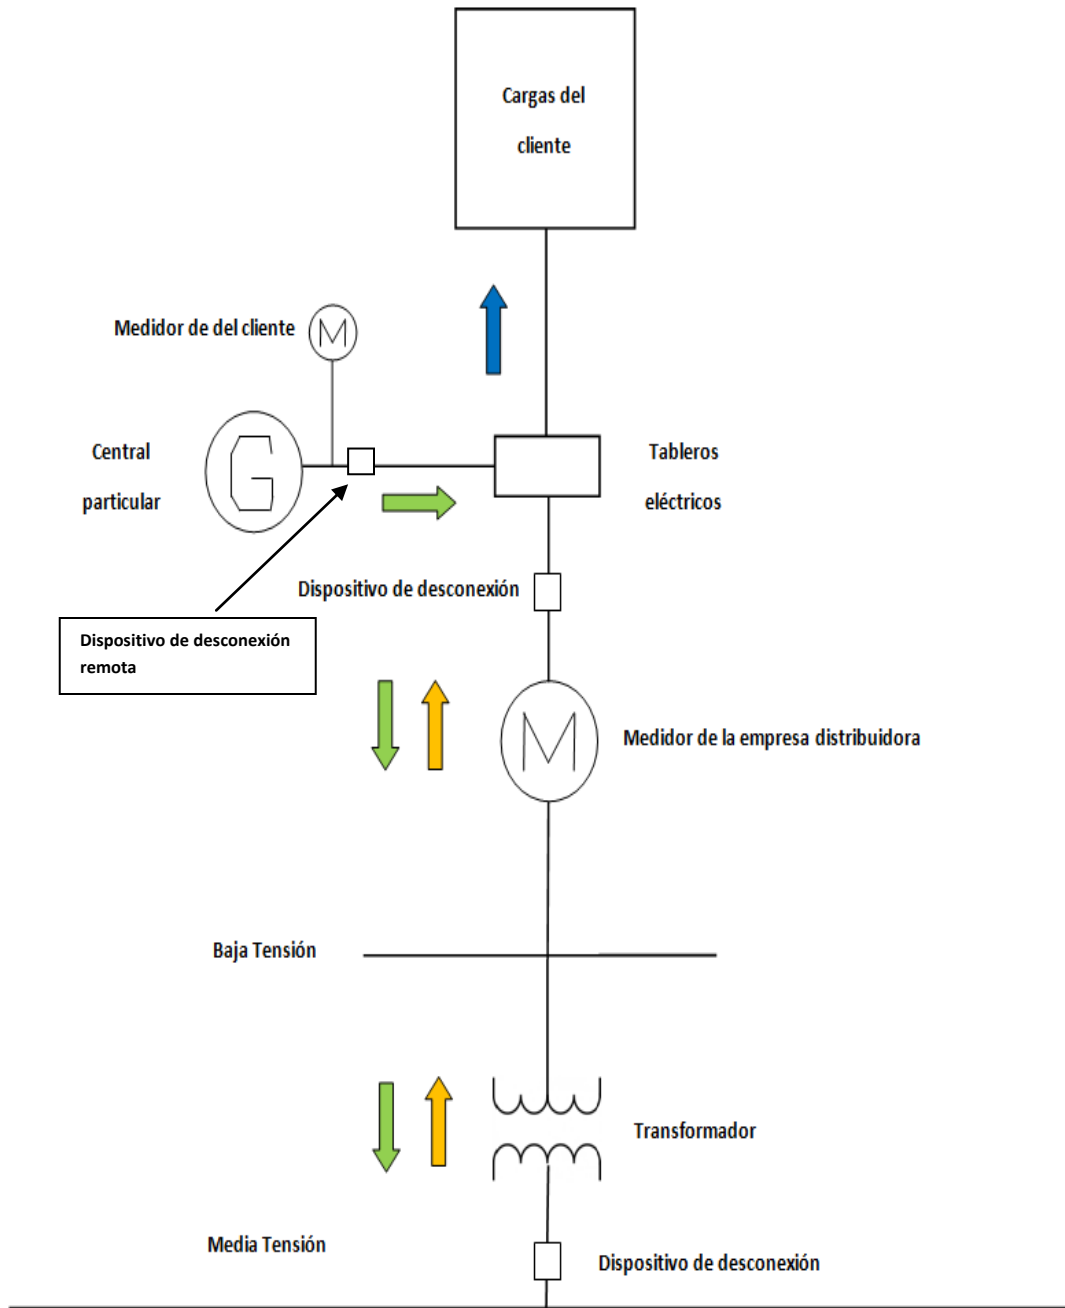 Cargas del
cliente
Medidor de del cliente
M
Central
particular
G
Tableros
eléctricos
Dispositivo de desconexión
Dispositivo de desconexión
remota
M
Medidor de la empresa distribuidora
Baja Tensión
Transformador
Media Tensión
Dispositivo de desconexión